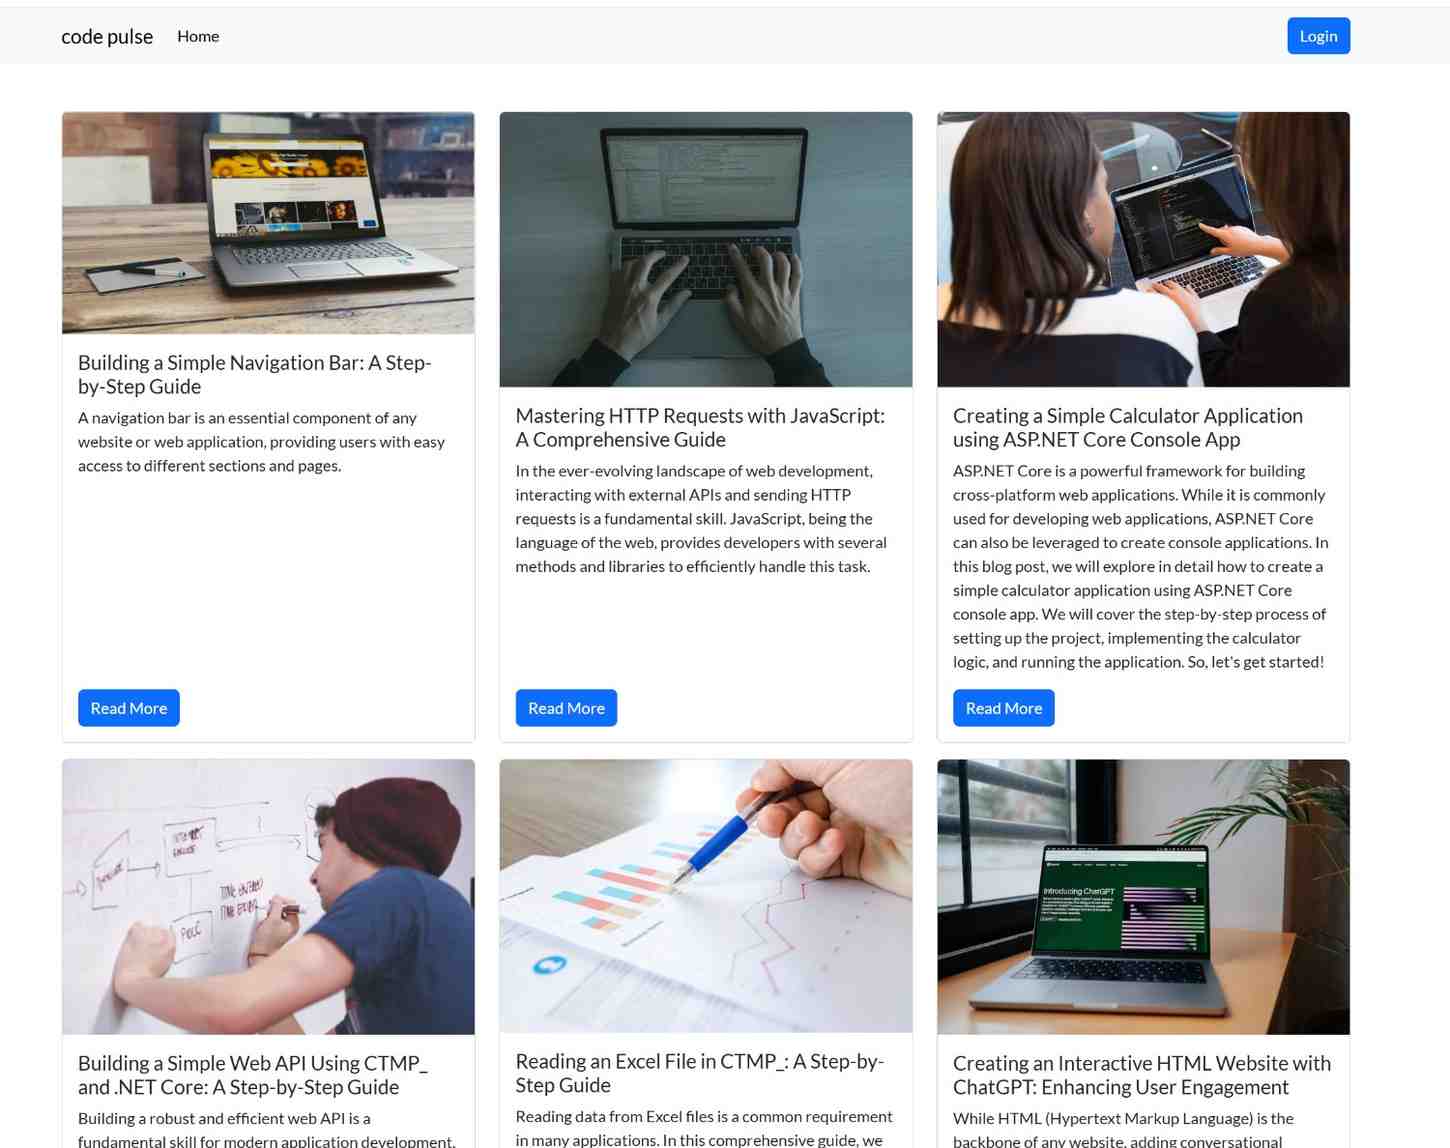 code pulse
Home
Login
Building a Simple Navigation Bar: A Step-
by-Step Guide
A navigation bar is an essential component of any
website or web application, providing users with easy
access to different sections and pages.
Read More
Mastering HTTP Requests with JavaScript:
A Comprehensive Guide
In the ever-evolving landscape of web development,
interacting with external APIs and sending HTTP
requests is a fundamental skill. JavaScript, being the
language of the web, provides developers with several
methods and libraries to efficiently handle this task.
Read More
Creating a Simple Calculator Application
using ASP.NET Core Console App
ASP.NET Core is a powerful framework for building
cross-platform web applications. While it is commonly
used for developing web applications, ASP.NET Core
can also be leveraged to create console applications. In
this blog post, we will explore in detail how to create a
simple calculator application using ASP.NET Core
console app. We will cover the step-by-step process of
setting up the project, implementing the calculator
logic, and running the application. So, let's get started!
Read More
Building a Simple Web API Using CTMP_
and .NET Core: A Step-by-Step Guide
Building a robust and efficient web API is a
fundamental skill for modern application development.
Reading an Excel File in CTMP_: A Step-by-
Step Guide
Reading data from Excel files is a common requirement
in many applications. In this comprehensive guide, we
Introducing ChatGPT
Creating an Interactive HTML Website with
ChatGPT: Enhancing User Engagement
While HTML (Hypertext Markup Language) is the
backbone of any website, adding conversational